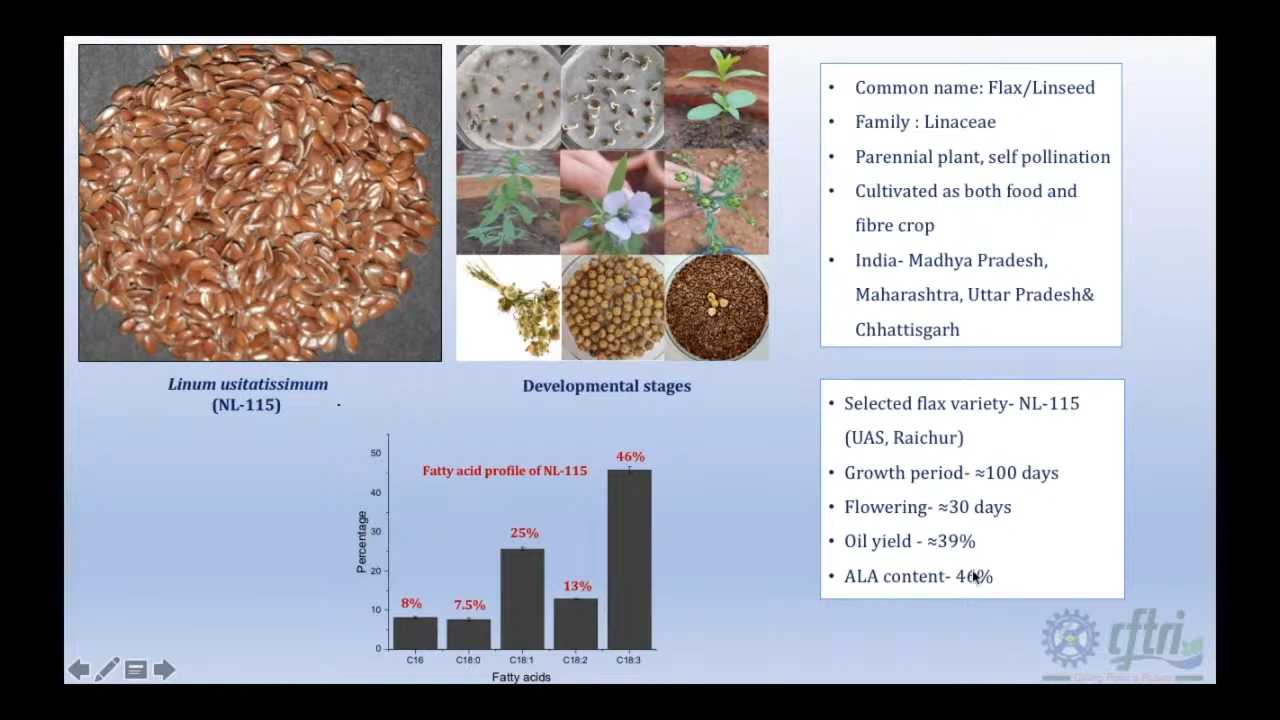 Linum usitatissimum
(NL-115)
Developmental stages
Fatty acid profile of NL-115
Percentage
50
40
30
20
10
0
8%
7.5%
25%
13%
46%
C16
C18:0
C18:1
C18:2
C18:3
Fatty acids
• Common name: Flax/Linseed
• Family : Linaceae
• Parennial plant, self pollination
• Cultivated as both food and
fibre crop
• India- Madhya Pradesh,
Maharashtra, Uttar Pradesh&
Chhattisgarh
• Selected flax variety- NL-115
(UAS, Raichur)
• Growth period- ≈100 days
• Flowering- ≈30 days
• Oil yield - ≈39%
• ALA content- 46%
cftri